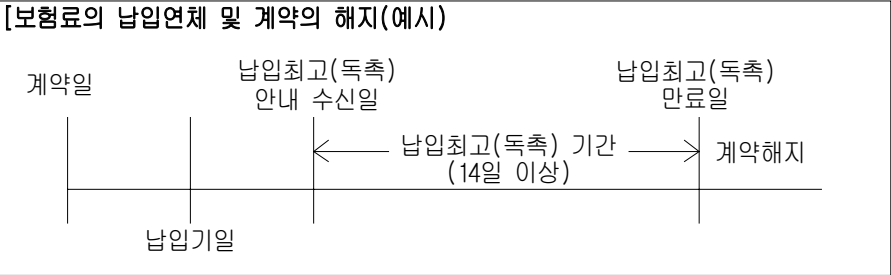 [보험료의 납입연체 및 계약의 해지(예시)
계약일
납입최고(독촉)
안내 수신일
납입최고(독촉)
만료일
납입최고(독촉) 기간
(14일 이상)
계약해지
납입기일